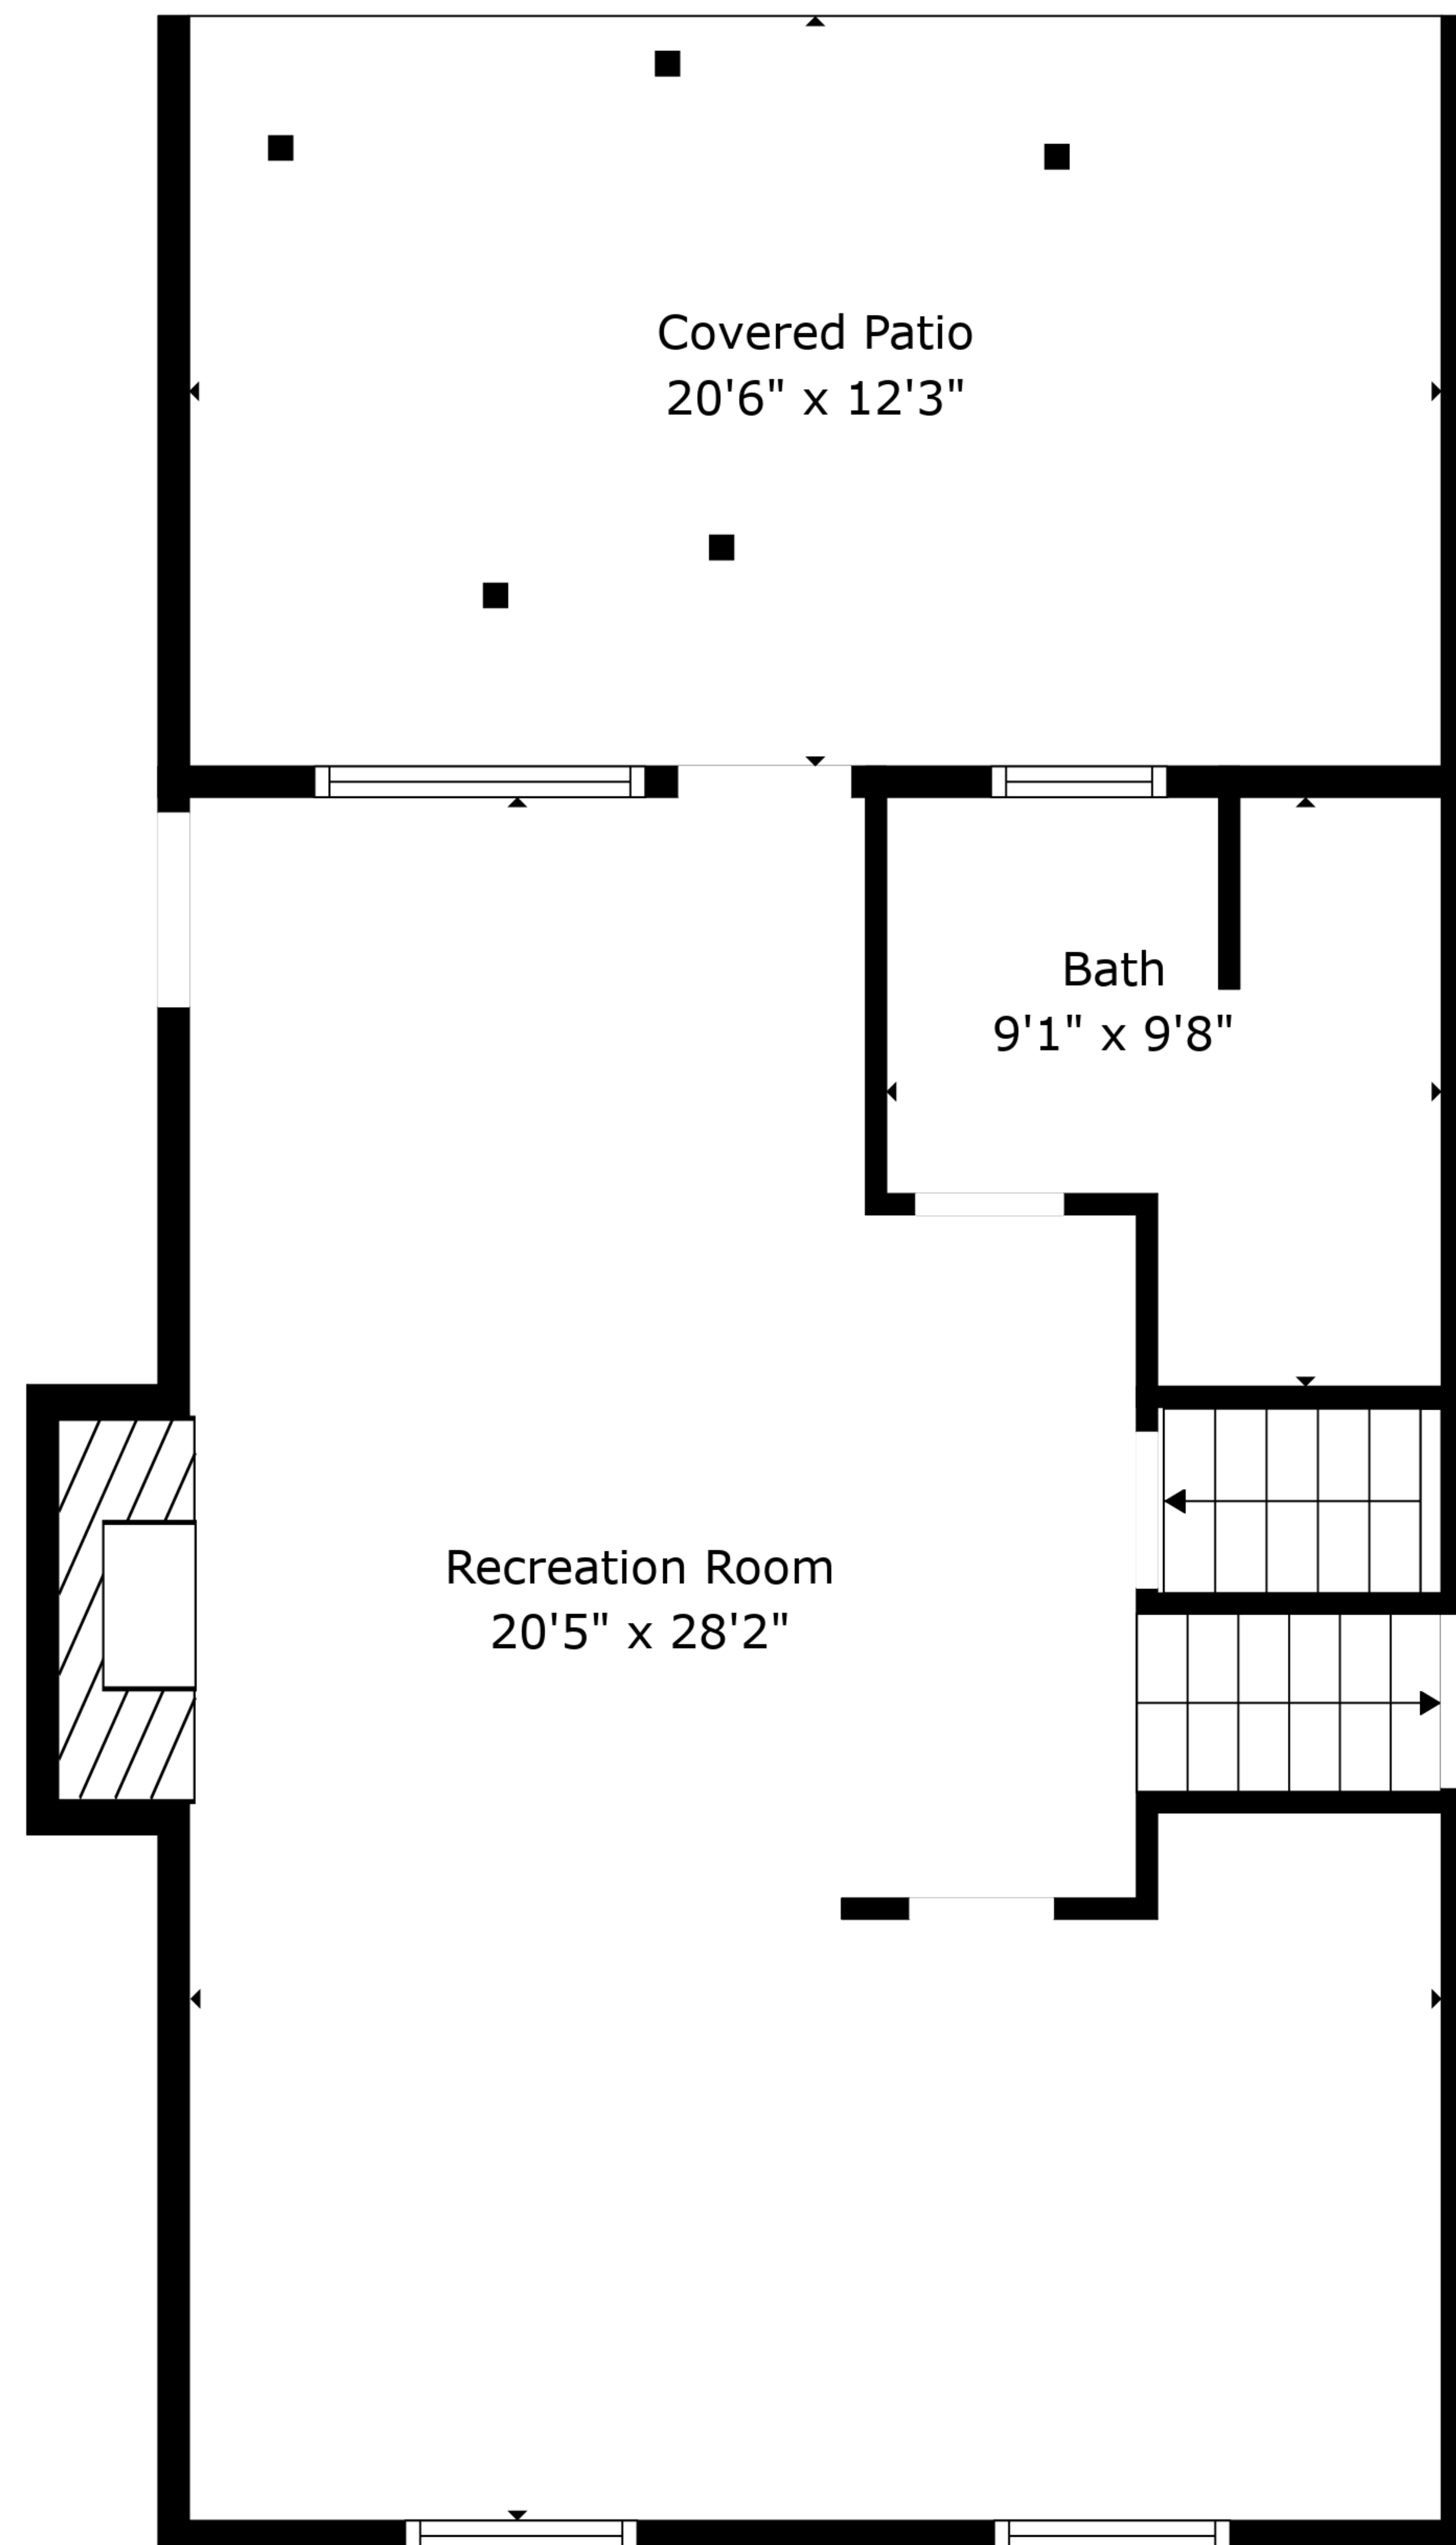 Covered Patio
20'6" x 12'3"
Bath
9'1" x 9'8"
Recreation Room
20'5" x 28'2"